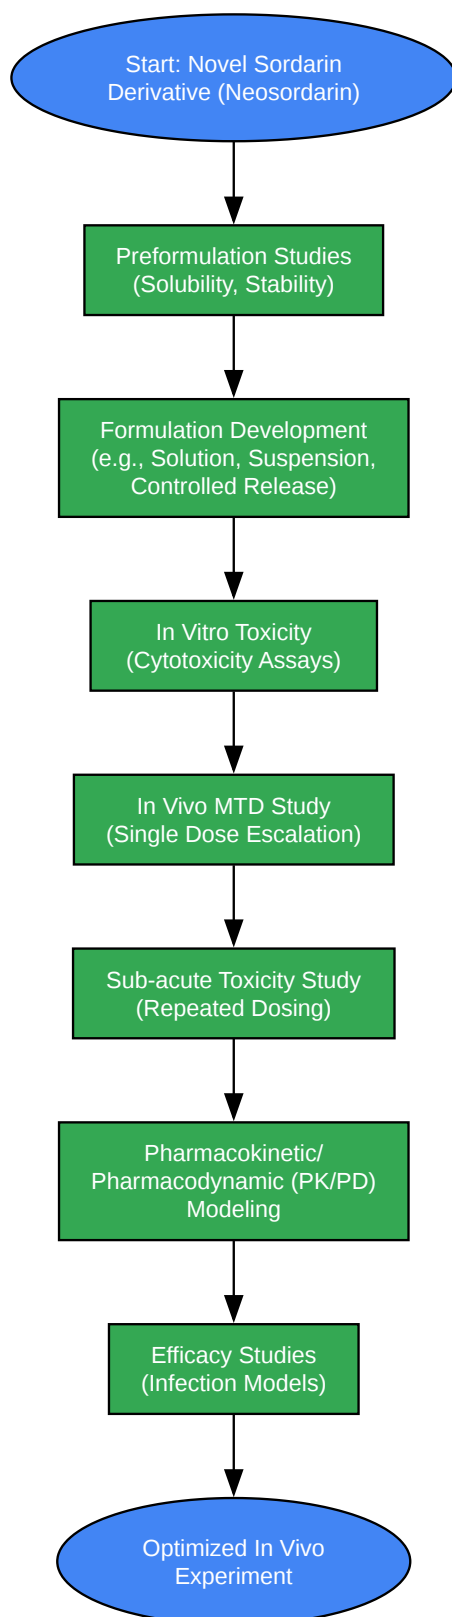 Start: Novel Sordarin
Derivative (Neosordarin)
Preformulation Studies
(Solubility, Stability)
Formulation Development
(e.g., Solution, Suspension,
Controlled Release)
In Vitro Toxicity
(Cytotoxicity Assays)
In Vivo MTD Study
(Single Dose Escalation)
Sub-acute Toxicity Study
(Repeated Dosing)
Pharmacokinetic/
Pharmacodynamic (PK/PD)
Modeling
Efficacy Studies
(Infection Models)
Optimized In Vivo
Experiment